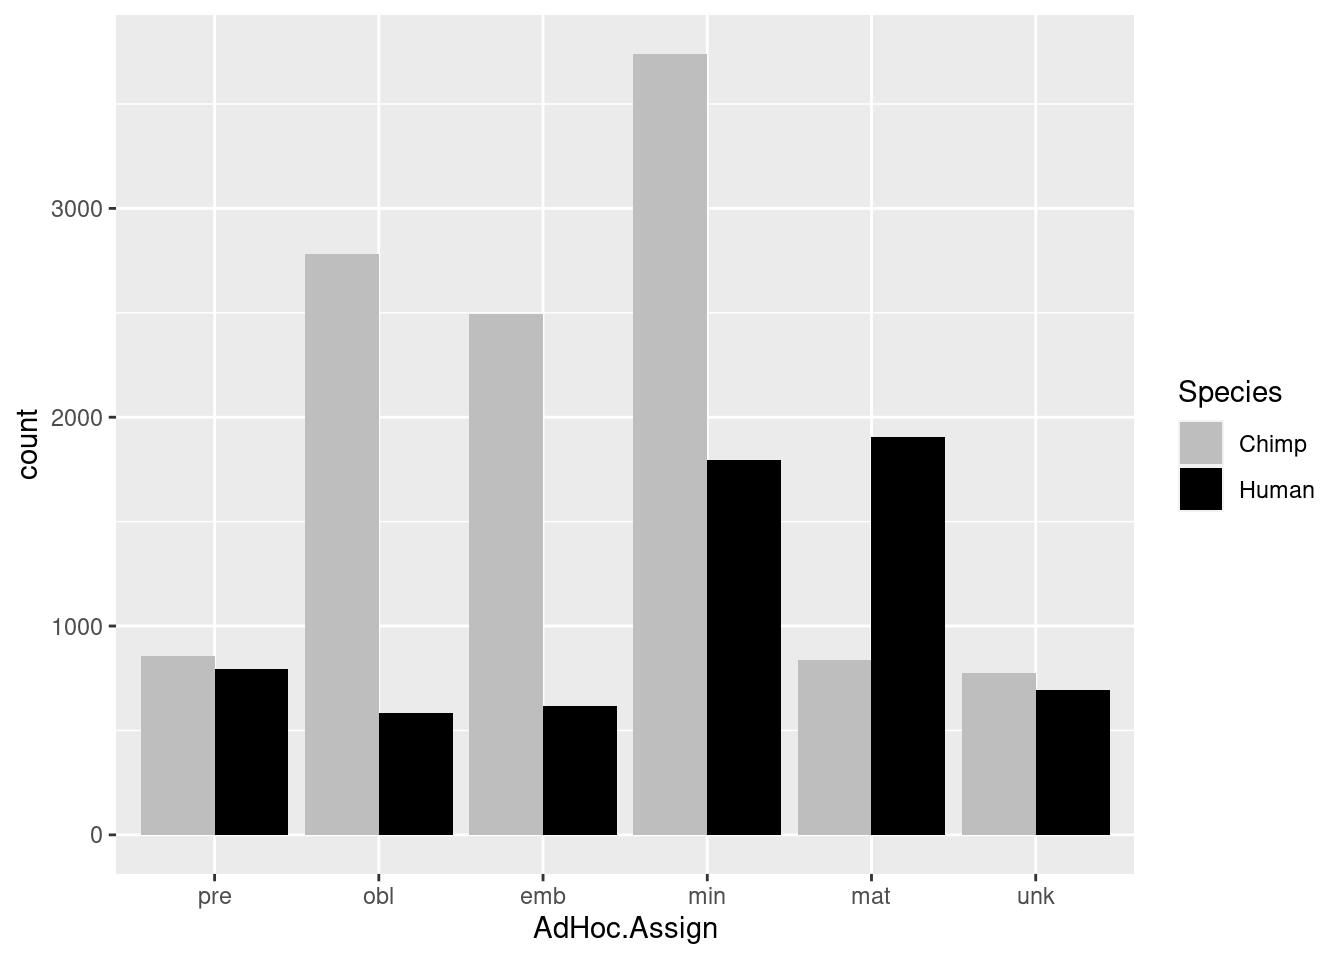 3000
2000
1000
0
count
pre obl emb min mat unk
AdHoc.Assign
Species
Chimp
Human